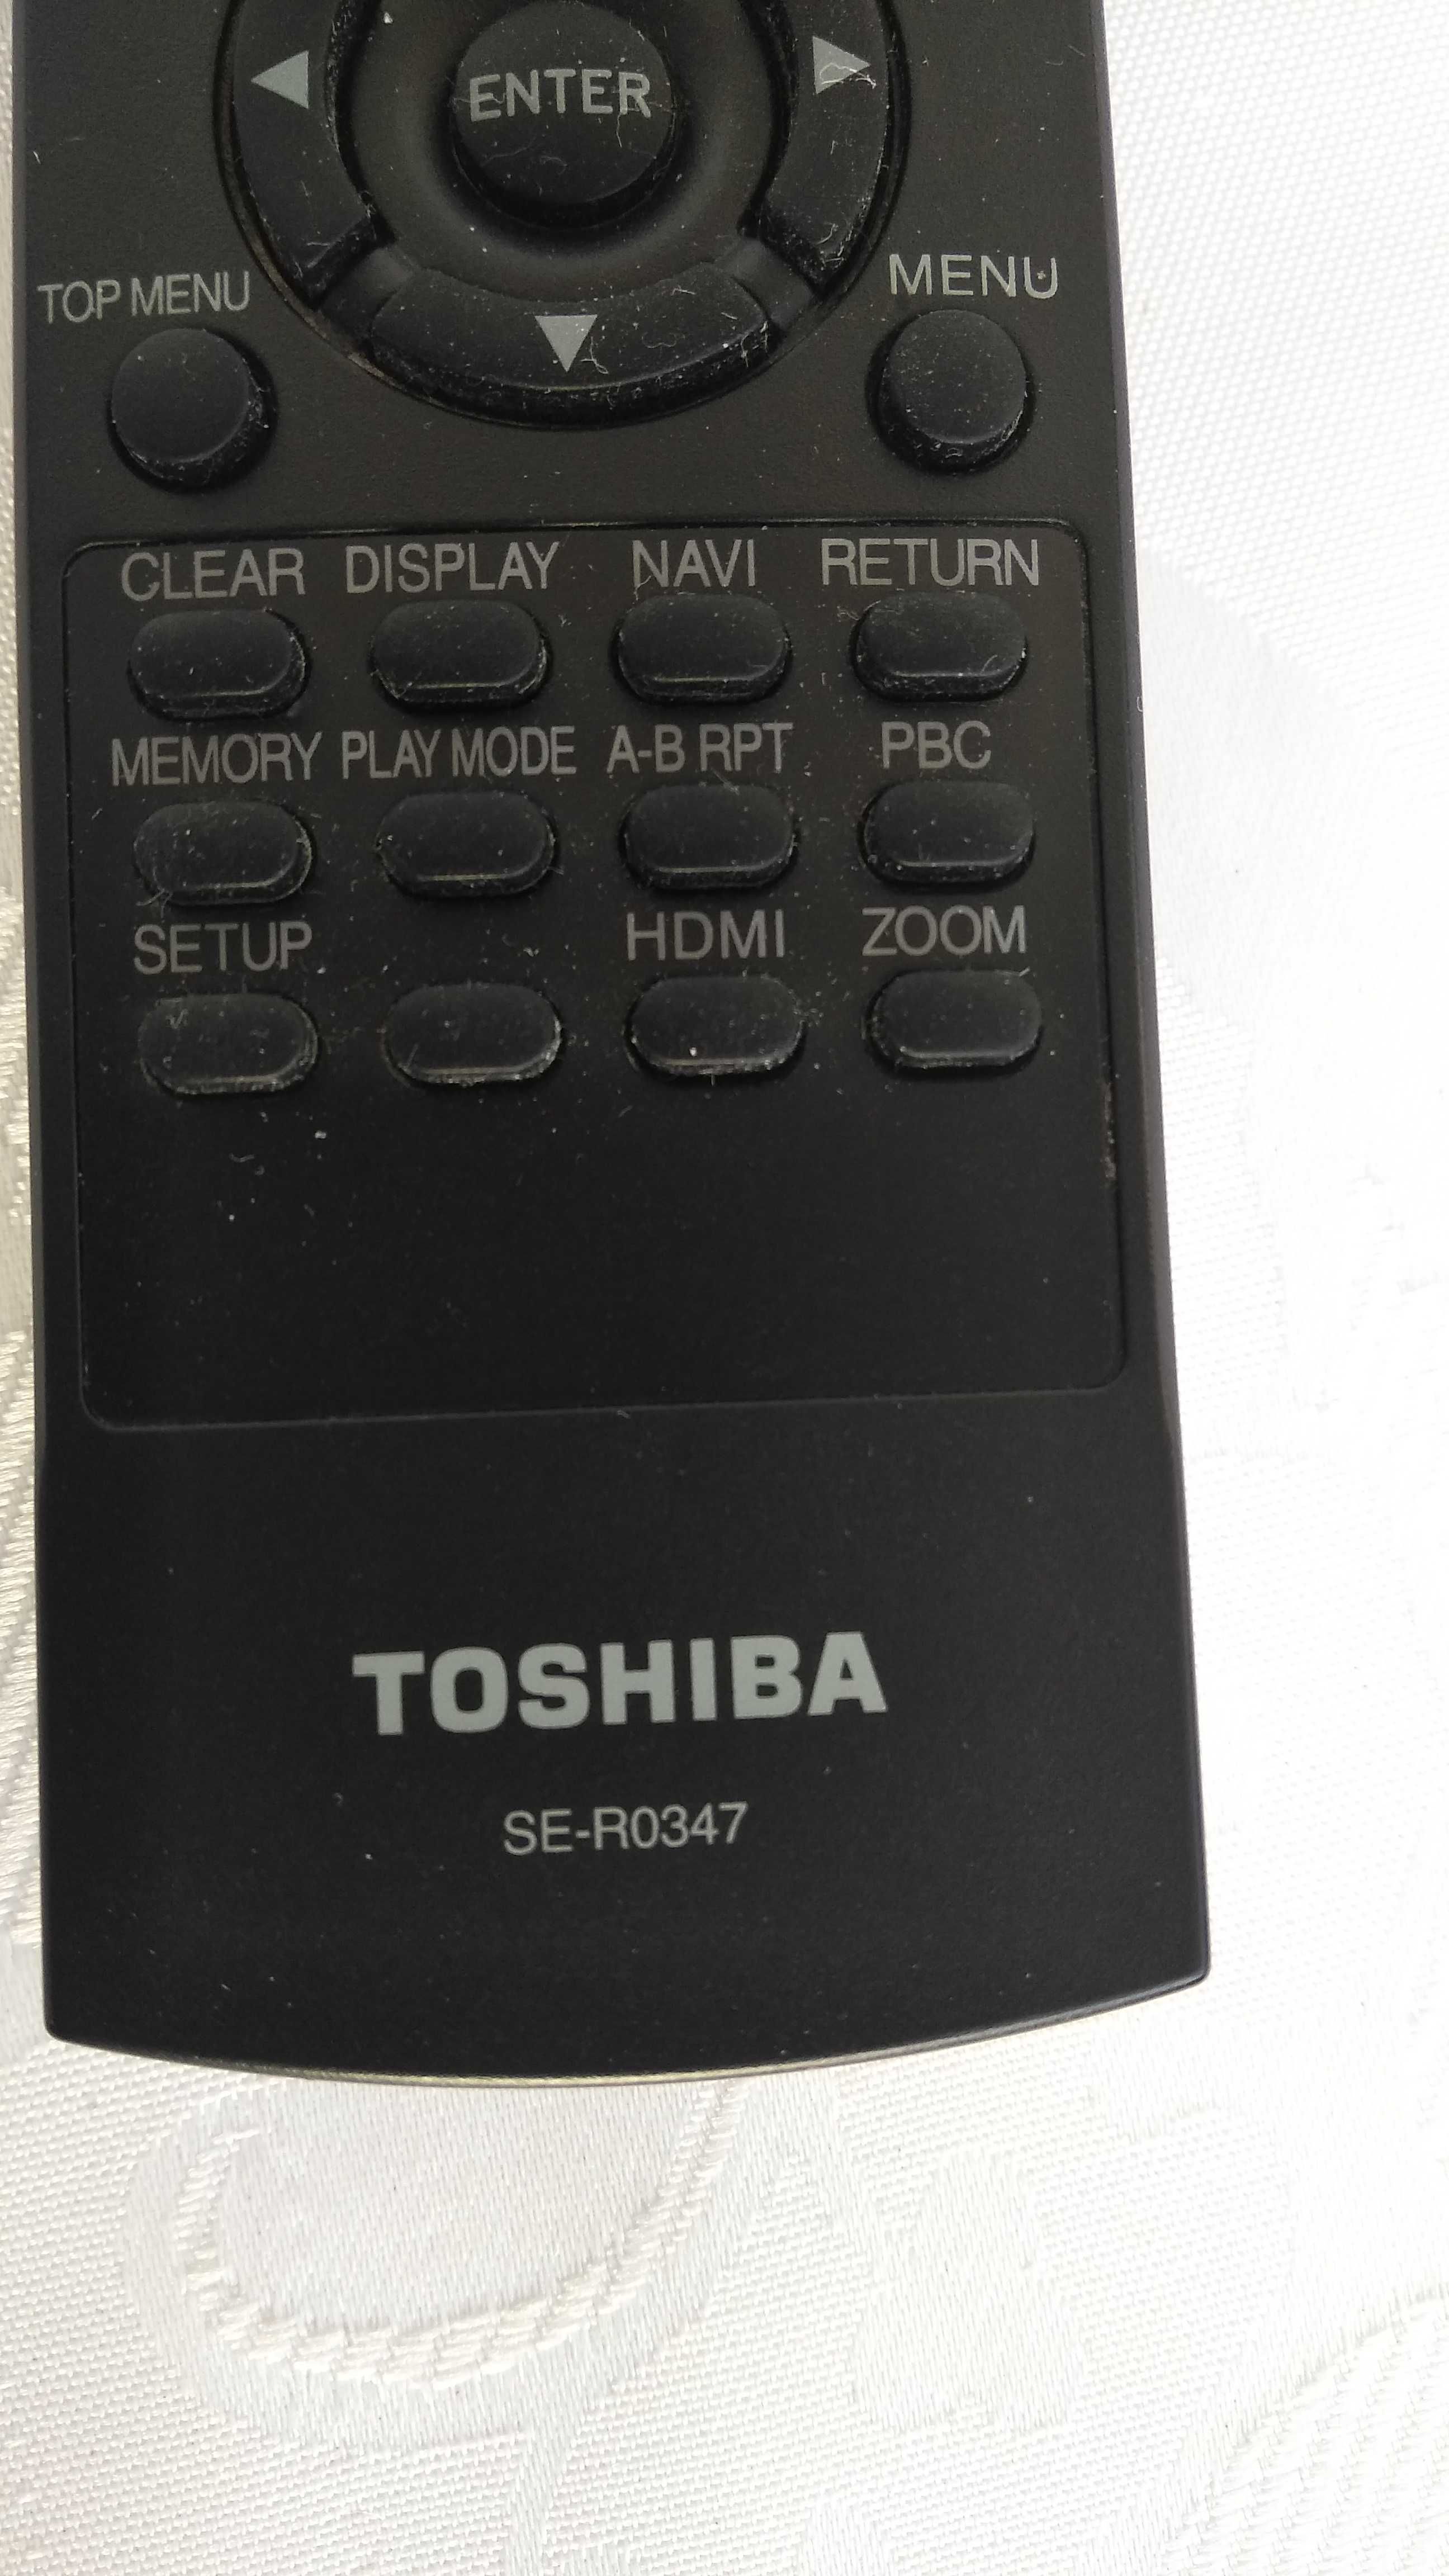 ENTER
TOP MENU MENU
CLEAR DISPLAY NAVI RETURN
MEMORY PLAY MODE A-B RPT PBC
SETUP HDMI ZOOM
TOSHIBA
SE-R0347